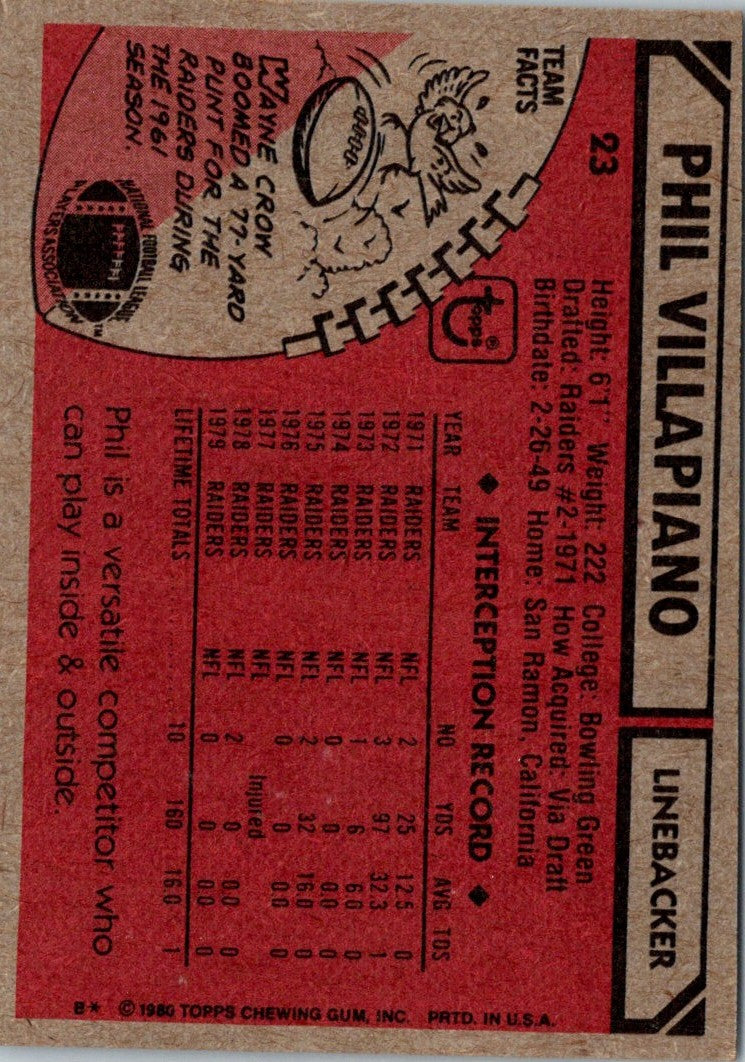 PHIL VILLAPIANO
LINEBACKER
23
Height: 6'1" Weight: 222 College: Bowling Green
Drafted: Raiders #2-1971 How Acquired: Via Draft
Birthdate: 2-26-49 Home: San Ramon, California
topps®
TEAM
FACTS
WAYNE CROW
BOOMED A 77-YARD
PUNT FOR THE
RAIDERS DURING
THE 1961
SEASON.
NATIONAL FOOTBALL LEAGUE
PLAYERS ASSOCIATION™
◆ INTERCEPTION RECORD ◆
YEAR TEAM NO YDS AVG TDS
1971 RAIDERS NFL 2 25 12.5 0
1972 RAIDERS NFL 3 97 32.3 1
1973 RAIDERS NFL 1 6 6.0 0
1974 RAIDERS NFL 0 0 0.0 0
1975 RAIDERS NFL 2 32 16.0 0
1976 RAIDERS NFL 0 0 0.0 0
1977 RAIDERS NFL Injured
1978 RAIDERS NFL 2 0 0.0 0
1979 RAIDERS NFL 0 0 0.0 0
LIFETIME TOTALS 10 160 16.0 1
Phil is a versatile competitor who
can play inside & outside.
B* © 1980 TOPPS CHEWING GUM, INC. PRTD. IN U.S.A.